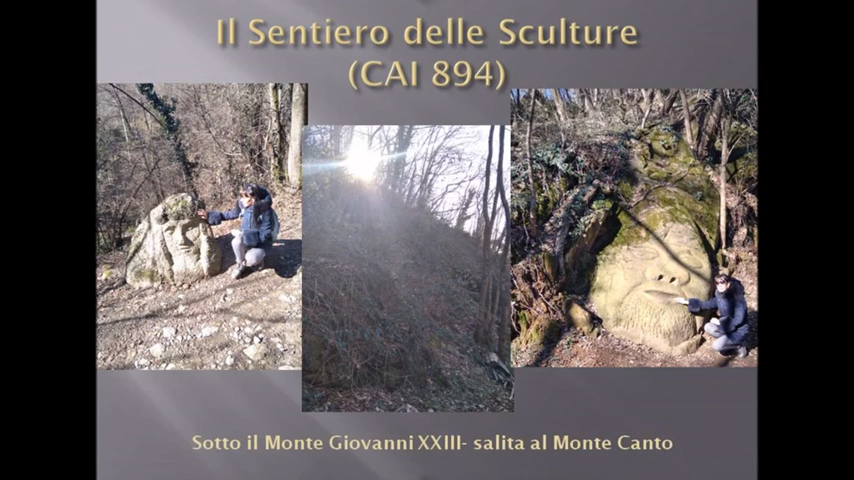 Il Sentiero delle Sculture
(CAI 894)
Sotto il Monte Giovanni XXIII- salita al Monte Canto